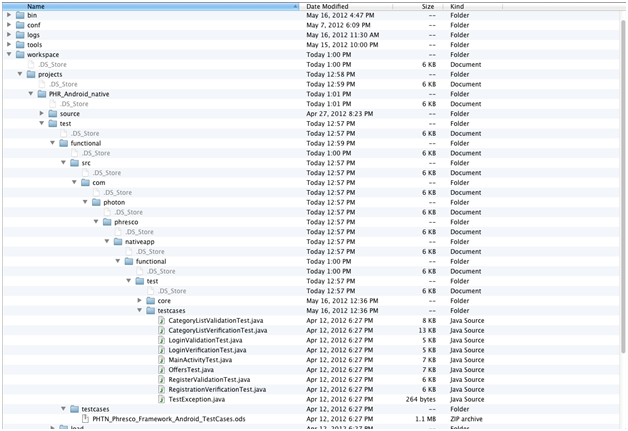 Name Date Modified Size Kind
bin May 16, 2012 4:47 PM -- Folder
conf May 7, 2012 6:09 PM -- Folder
logs May 16, 2012 11:30 AM -- Folder
tools May 15, 2012 10:00 PM -- Folder
workspace Today 1:00 PM -- Folder
.DS_Store Today 1:00 PM 6 KB Document
projects Today 12:58 PM -- Folder
.DS_Store Today 12:59 PM 6 KB Document
PHR_Android_native Today 1:01 PM -- Folder
.DS_Store Today 1:01 PM 6 KB Document
source Apr 27, 2012 8:23 PM -- Folder
test Today 12:57 PM -- Folder
.DS_Store Today 12:57 PM 6 KB Document
functional Today 12:59 PM -- Folder
.DS_Store Today 1:00 PM 6 KB Document
src Today 12:57 PM -- Folder
.DS_Store Today 12:57 PM 6 KB Document
com Today 12:57 PM -- Folder
.DS_Store Today 12:57 PM 6 KB Document
photon Today 12:57 PM -- Folder
.DS_Store Today 12:57 PM 6 KB Document
phresco Today 12:57 PM -- Folder
.DS_Store Today 12:57 PM 6 KB Document
nativeapp Today 12:57 PM -- Folder
.DS_Store Today 12:57 PM 6 KB Document
functional Today 1:00 PM -- Folder
.DS_Store Today 1:00 PM 6 KB Document
test Today 12:57 PM -- Folder
.DS_Store Today 12:57 PM 6 KB Document
core May 16, 2012 12:36 PM -- Folder
testcases May 16, 2012 12:36 PM -- Folder
CategoryListValidationTest.java Apr 12, 2012 6:27 PM 8 KB Java Source
CategoryListVerificationTest.java Apr 12, 2012 6:27 PM 13 KB Java Source
LoginValidationTest.java Apr 12, 2012 6:27 PM 5 KB Java Source
LoginVerificationTest.java Apr 12, 2012 6:27 PM 5 KB Java Source
MainActivityTest.java Apr 12, 2012 6:27 PM 7 KB Java Source
OffersTest.java Apr 12, 2012 6:27 PM 7 KB Java Source
RegisterValidationTest.java Apr 12, 2012 6:27 PM 6 KB Java Source
RegistrationVerificationTest.java Apr 12, 2012 6:27 PM 6 KB Java Source
TestException.java Apr 12, 2012 6:27 PM 264 bytes Java Source
testcases Apr 12, 2012 6:27 PM -- Folder
PHTN_Phresco_Framework_Android_TestCases.ods Apr 12, 2012 6:27 PM 1.1 MB ZIP archive
load Apr 12, 2012 6:27 PM -- Folder